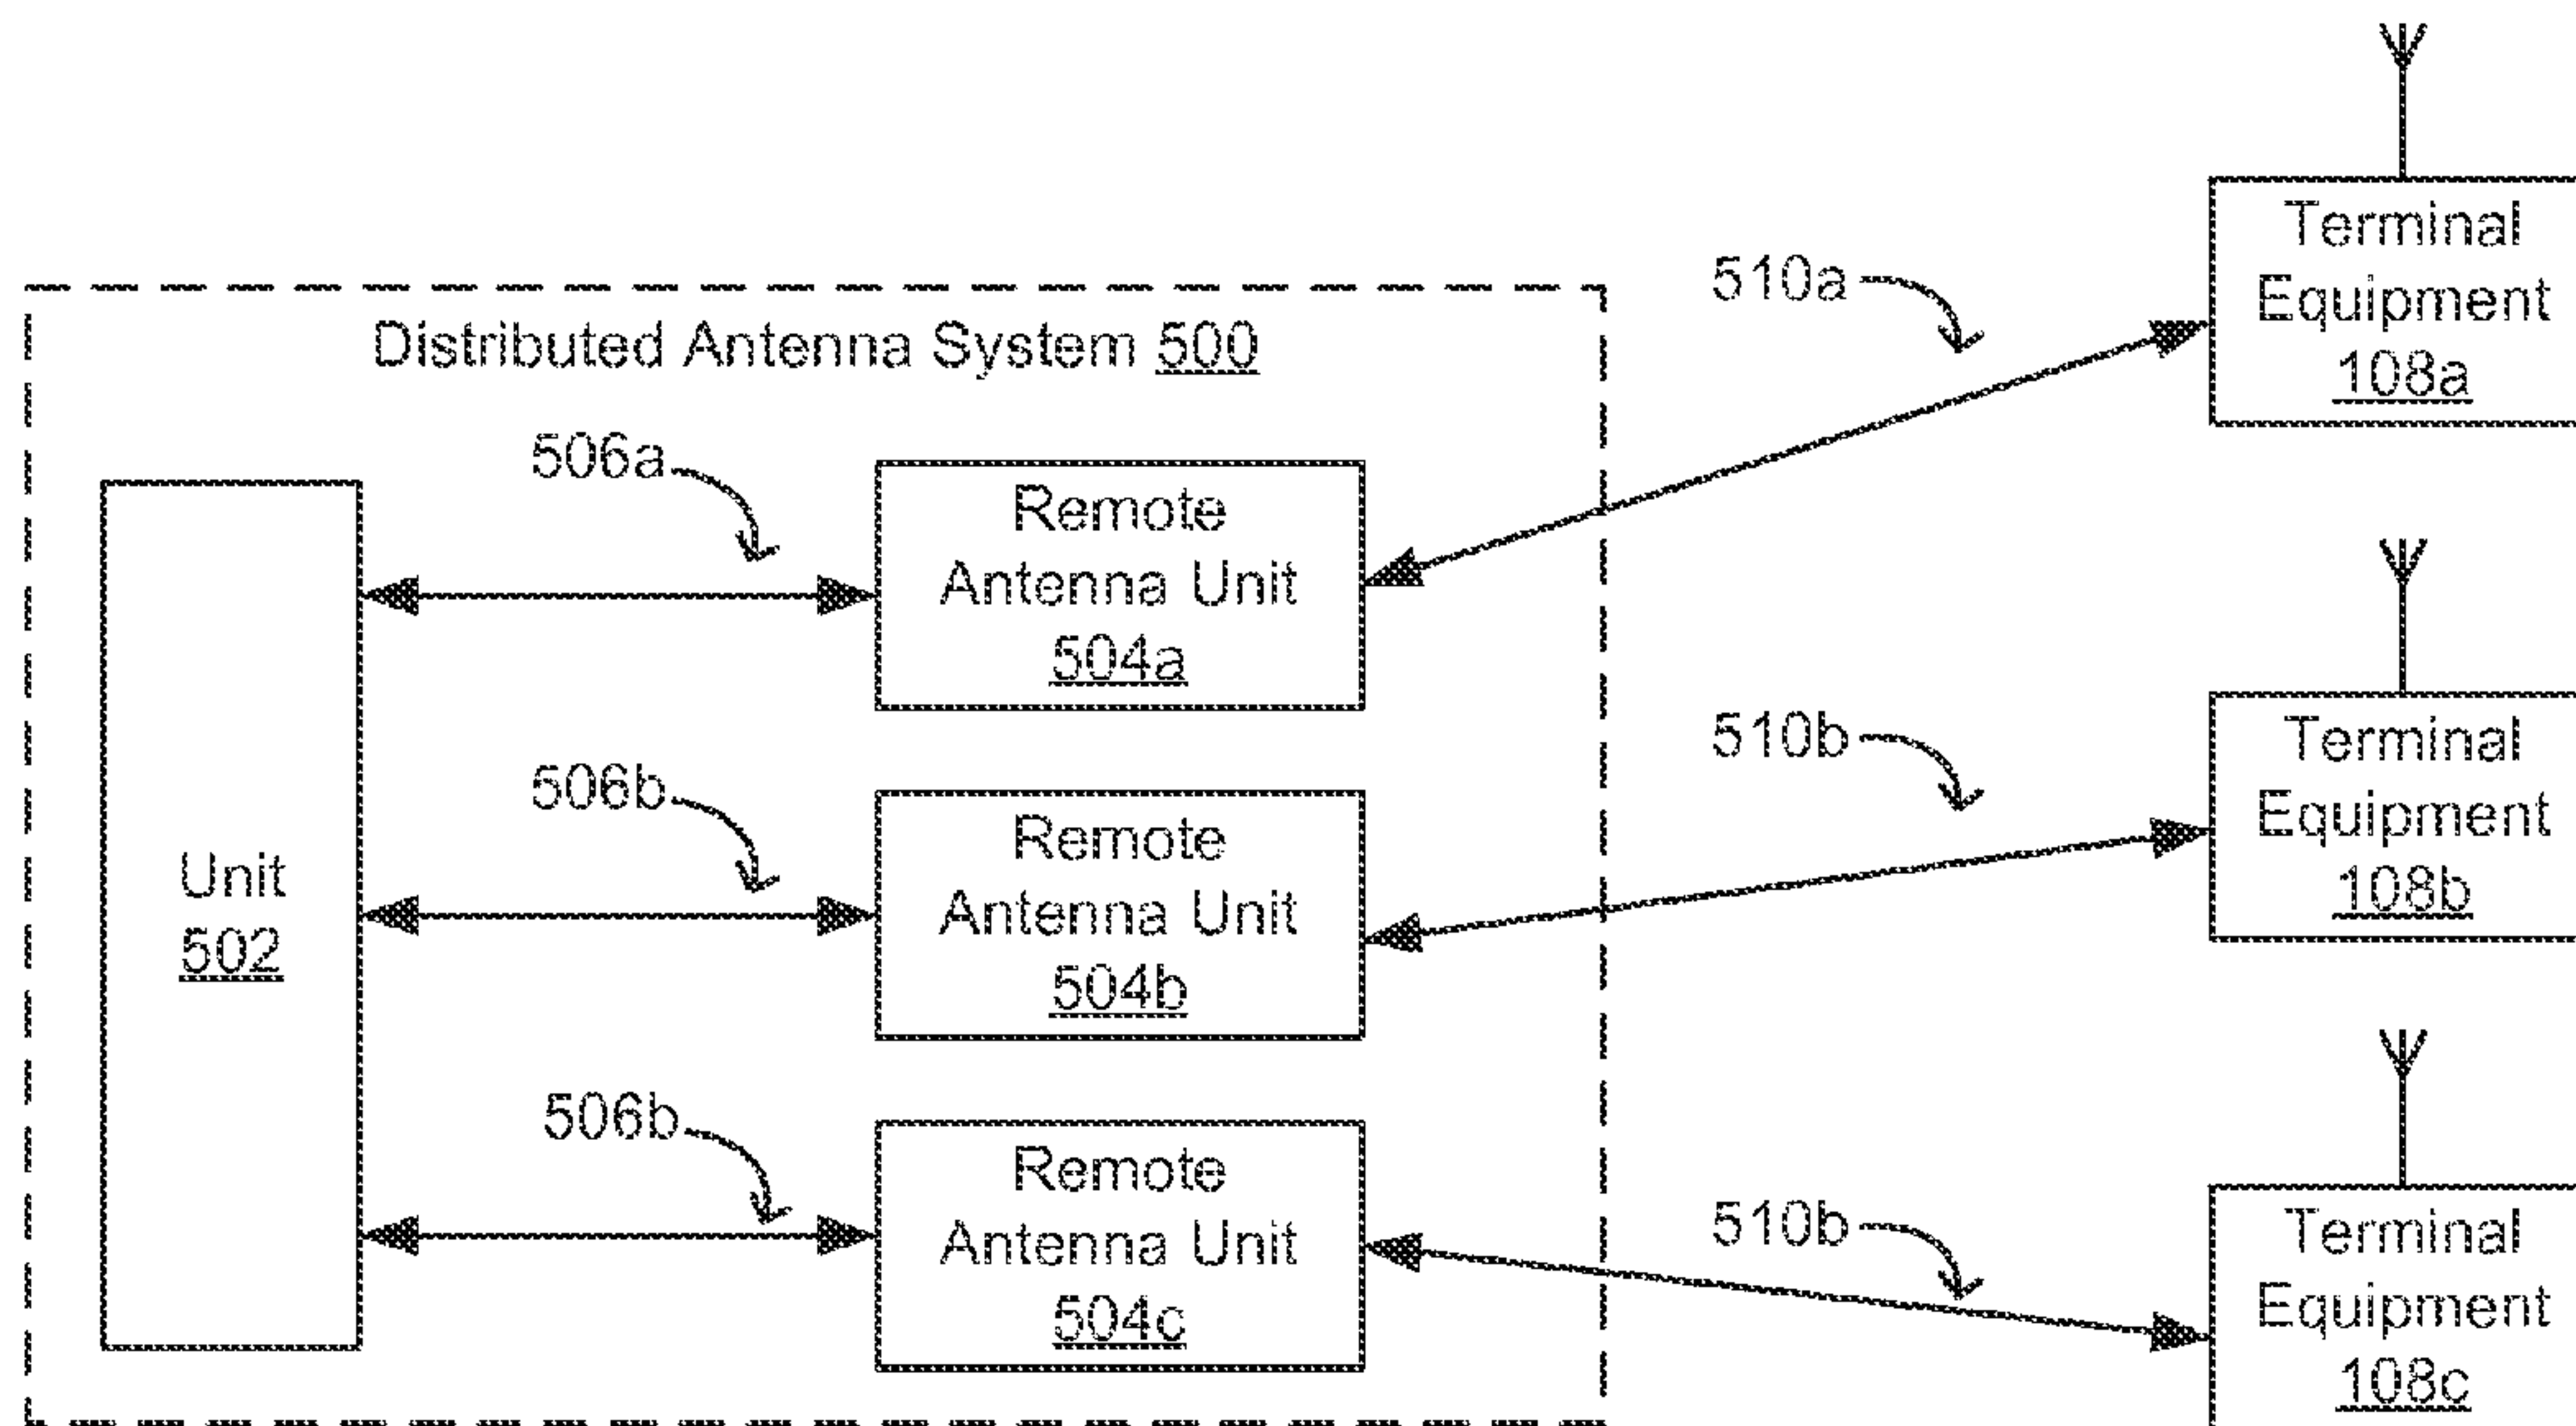 Distributed Antenna System 500
Unit
502
506a
Remote
Antenna Unit
504a
510a
Terminal
Equipment
108a
506b
Remote
Antenna Unit
504b
510b
Terminal
Equipment
108b
506b
Remote
Antenna Unit
504c
510b
Terminal
Equipment
108c